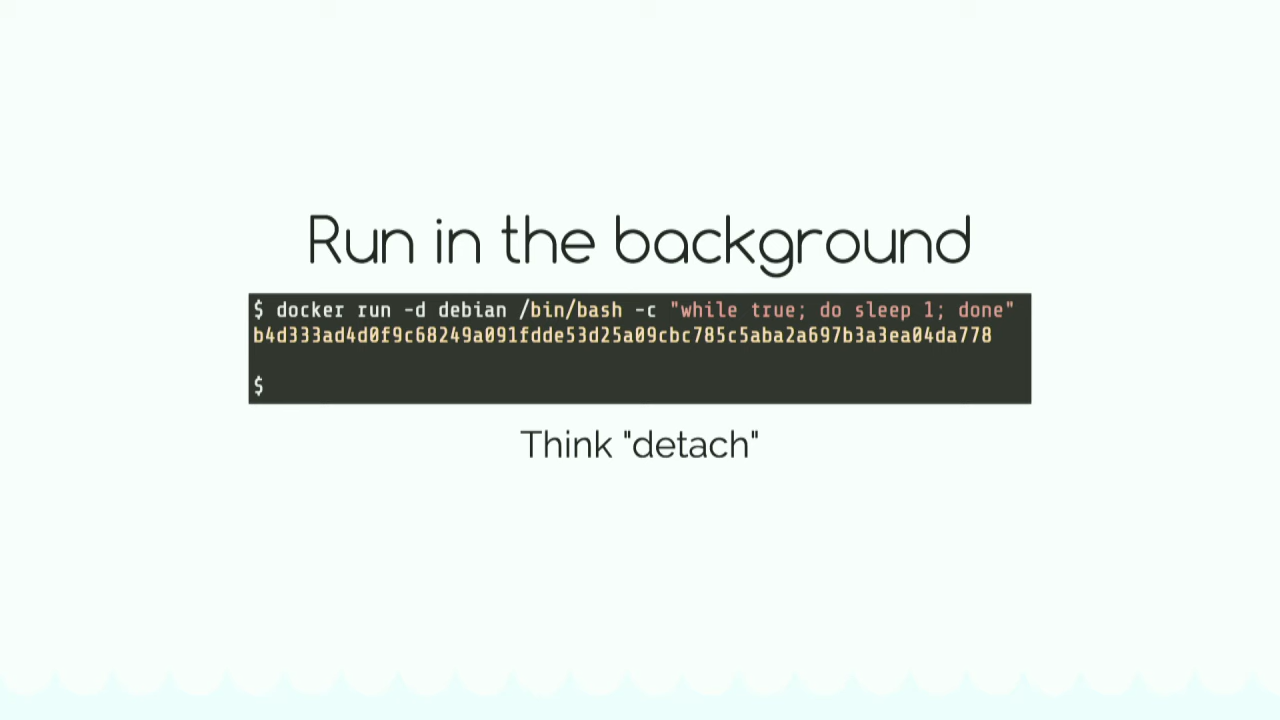 Run in the background
$ docker run -d debian /bin/bash -c "while true; do sleep 1; done"
b4d333ad4d0f9c68249a091fdde53d25a09cbc785c5aba2a697b3a3ea04da778
$
Think "detach"